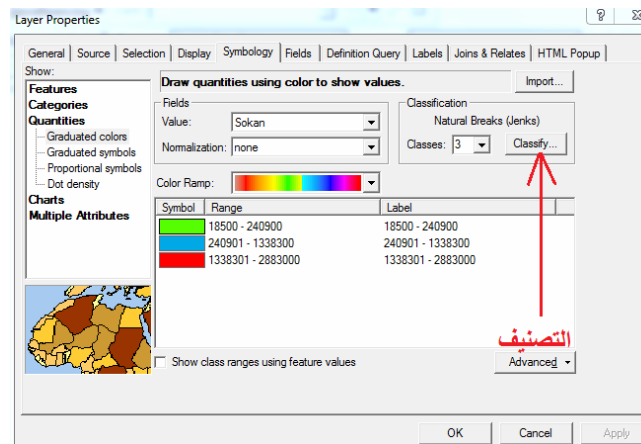 Layer Properties
General Source Selection Display Symbology Fields Definition Query Labels Joins & Relates HTML Popup
Show:
Features
Categories
Quantities
Graduated colors
Graduated symbols
Proportional symbols
Dot density
Charts
Multiple Attributes
Draw quantities using color to show values.
Import...
Fields
Value: Sokan
Normalization: none
Classification
Natural Breaks (Jenks)
Classes: 3 Classify...
Color Ramp:
Symbol Range Label
18500 - 240900 18500 - 240900
240901 - 1338300 240901 - 1338300
1338301 - 2883000 1338301 - 2883000
التصنيف
Show class ranges using feature values
Advanced
OK Cancel Apply